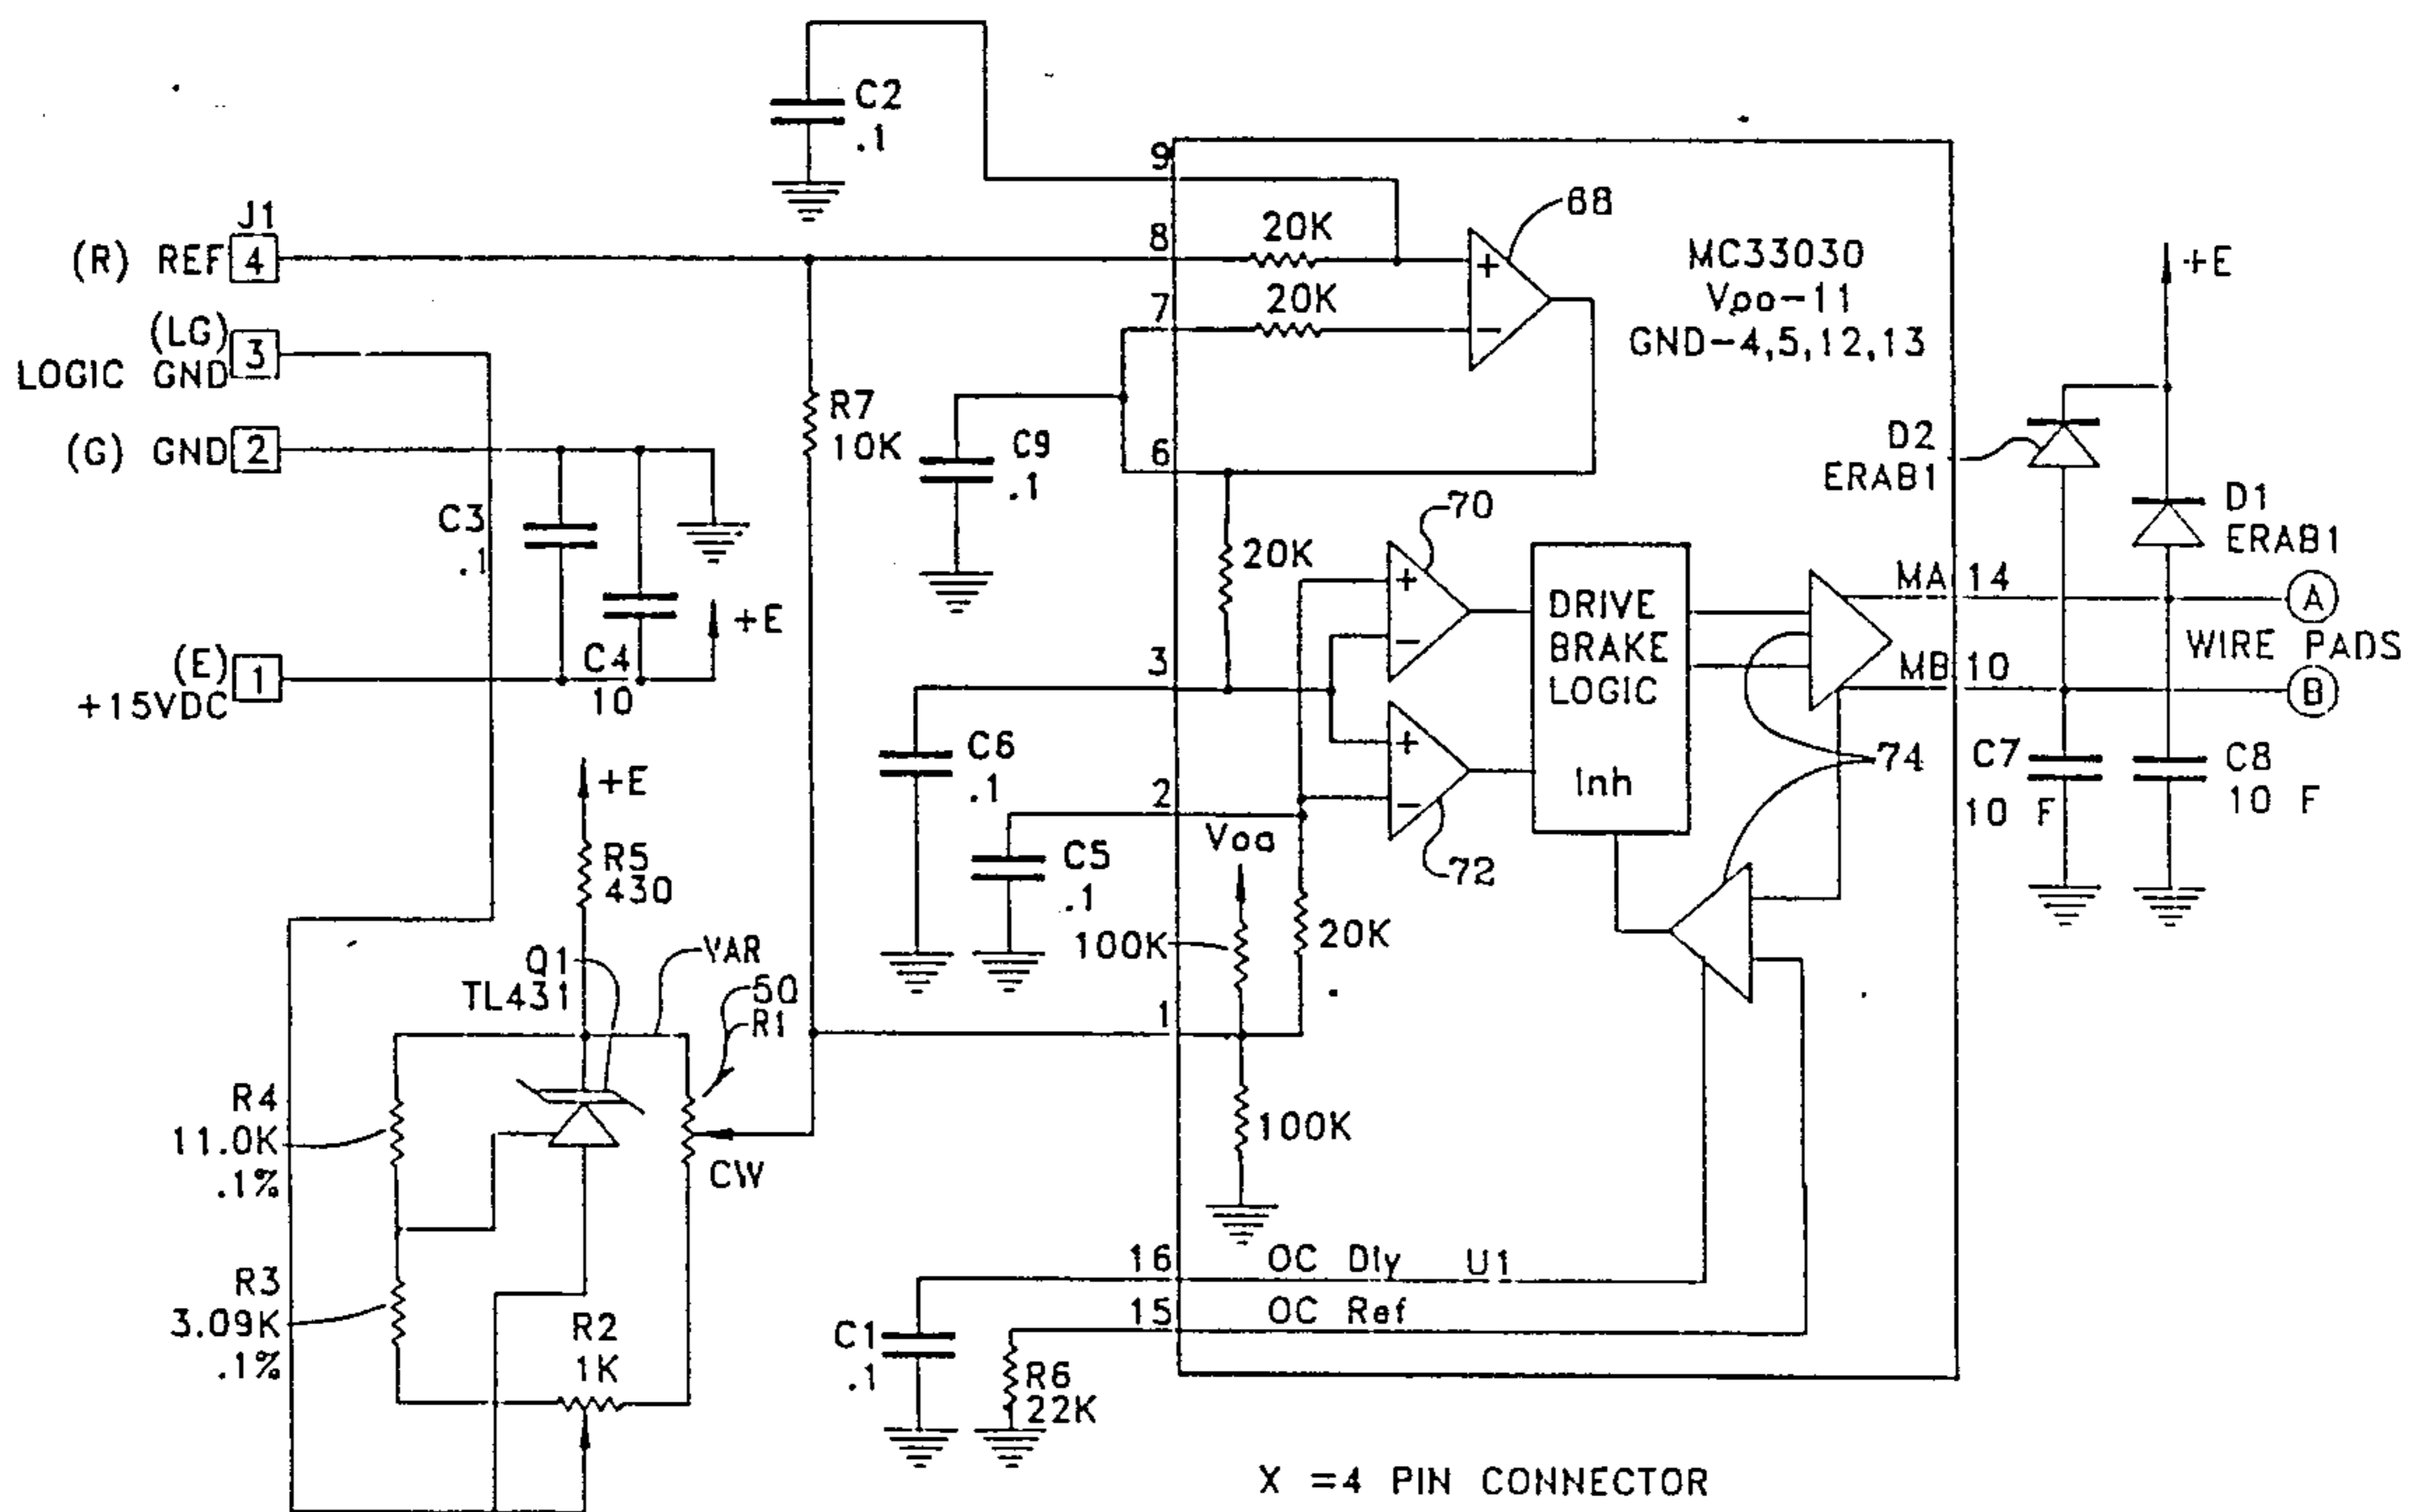 C2
.1
9
J1
(R) REF 4
8
20K
68
MC33030
Vpo-11
GND-4,5,12,13
+E
7
20K
(LG)
LOGIC GND 3
(G) GND 2
R7
10K
C9
.1
6
D2
ERAB1
D1
ERAB1
C3
.1
+E
20K
70
DRIVE
BRAKE
LOGIC
Inh
MA 14
A
WIRE PADS
MB 10
B
(E)
+15VDC 1
C4
10
3
C6
.1
2
C5
.1
72
74
C7
10 F
C8
10 F
+E
R5
430
Voa
100K
20K
Q1
TL431
VAR
50
R1
1
R4
11.0K
.1%
CW
100K
R3
3.09K
.1%
R2
1K
16
OC Dly U1
15
OC Ref
C1
.1
R6
22K
X =4 PIN CONNECTOR